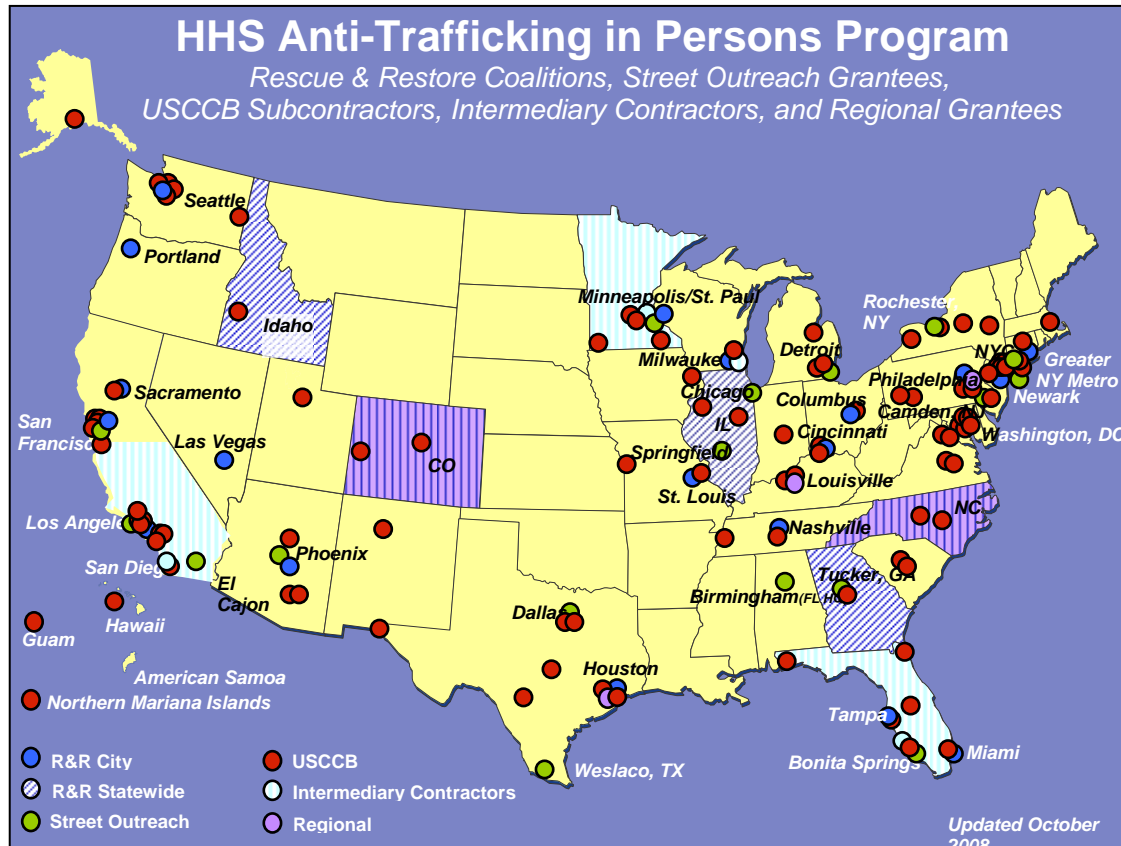 HHS Anti-Trafficking in Persons Program
Rescue & Restore Coalitions, Street Outreach Grantees,
USCCB Subcontractors, Intermediary Contractors, and Regional Grantees
Seattle
Portland
Idaho
Minneapolis/St. Paul
Rochester,
NY
Milwaukee
Detroit
NYC
Greater
NY Metro
Sacramento
Chicago
Columbus
Philadelphia
Newark
San
Francisco
Las Vegas
CO
IL
Camden, NJ
Cincinnati
Washington, DC
Springfield
St. Louis
Louisville
Los Angeles
NC
Nashville
Phoenix
San Diego
El
Cajon
Birmingham(FL HQ)
Tucker, GA
Dallas
Guam
Hawaii
American Samoa
Houston
Northern Mariana Islands
Tampa
Bonita Springs
Miami
Weslaco, TX
R&R City
USCCB
R&R Statewide
Intermediary Contractors
Street Outreach
Regional
Updated October
2008